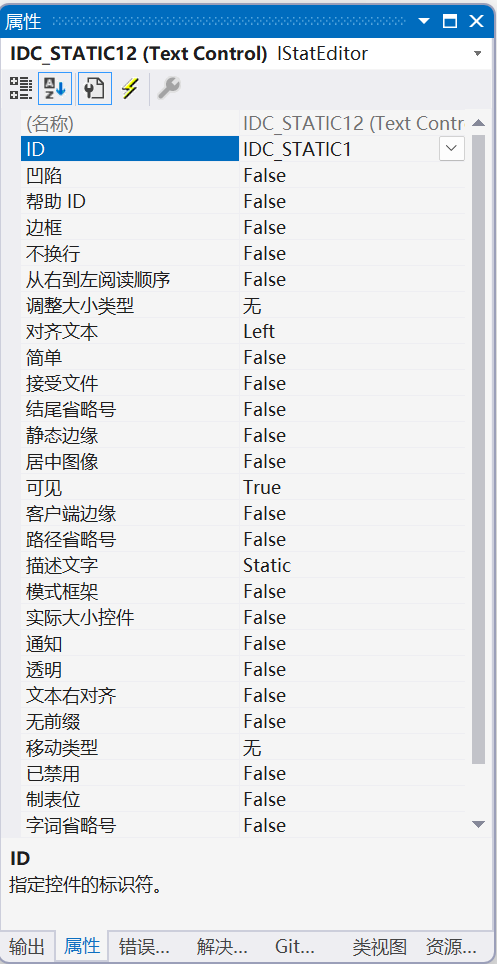 属性
IDC_STATIC12 (Text Control) IStatEditor
(名称) IDC_STATIC12 (Text Contr
ID IDC_STATIC1
凹陷 False
帮助 ID False
边框 False
不换行 False
从右到左阅读顺序 False
调整大小类型 无
对齐文本 Left
简单 False
接受文件 False
结尾省略号 False
静态边缘 False
居中图像 False
可见 True
客户端边缘 False
路径省略号 False
描述文字 Static
模式框架 False
实际大小控件 False
通知 False
透明 False
文本右对齐 False
无前缀 False
移动类型 无
已禁用 False
制表位 False
字词省略号 False
ID
指定控件的标识符。
输出 属性 错误... 解决... Git... 类视图 资源...